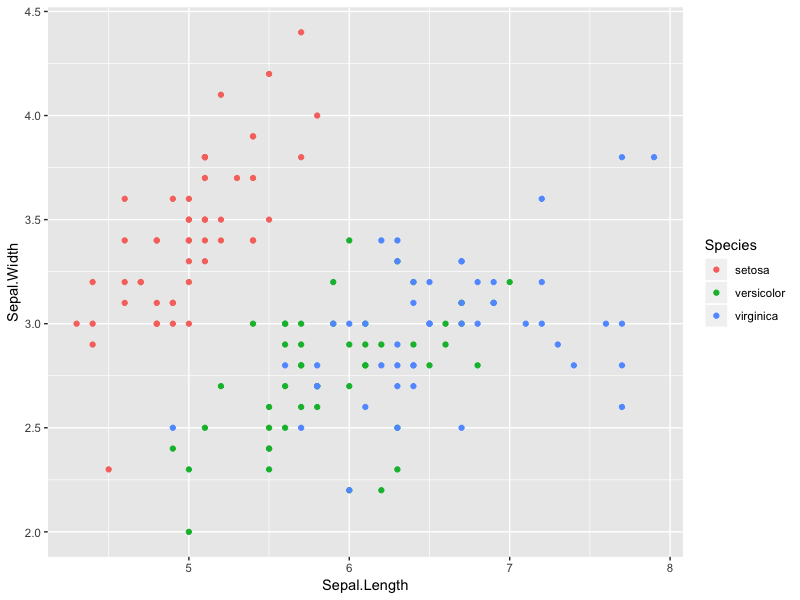 4.5
4.0
3.5
3.0
2.5
2.0
Sepal.Width
5 6 7 8
Sepal.Length
Species
setosa
versicolor
virginica